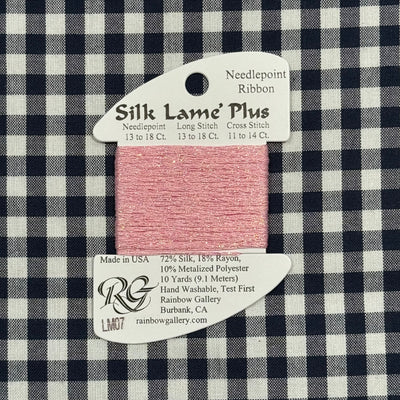 Needlepoint
Ribbon
Silk Lame' Plus
Needlepoint Long Stitch Cross Stitch
13 to 18 Ct. 13 to 18 Ct. 11 to 14 Ct.
Made in USA
72% Silk, 18% Rayon,
10% Metalized Polyester
10 Yards (9.1 Meters)
Hand Washable, Test First
Rainbow Gallery
Burbank, CA
rainbowgallery.com
RG
LM07